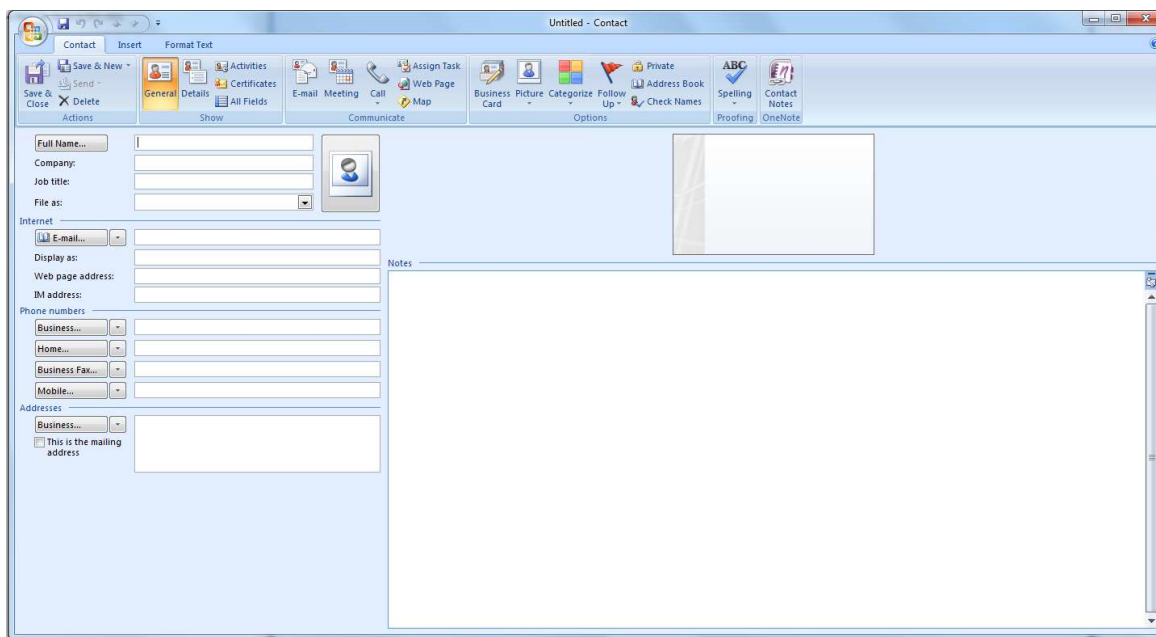 Untitled - Contact
Contact Insert Format Text
Save & Close
Save & New
Send
Delete
Actions
General
Details
Activities
Certificates
All Fields
Show
E-mail
Meeting
Call
Assign Task
Web Page
Map
Communicate
Business Card
Picture
Categorize
Follow Up
Private
Address Book
Check Names
Options
ABC
Spelling
Proofing
Contact Notes
OneNote
Full Name...
Company:
Job title:
File as:
Internet
E-mail...
Display as:
Web page address:
IM address:
Phone numbers
Business...
Home...
Business Fax...
Mobile...
Addresses
Business...
This is the mailing
address
Notes